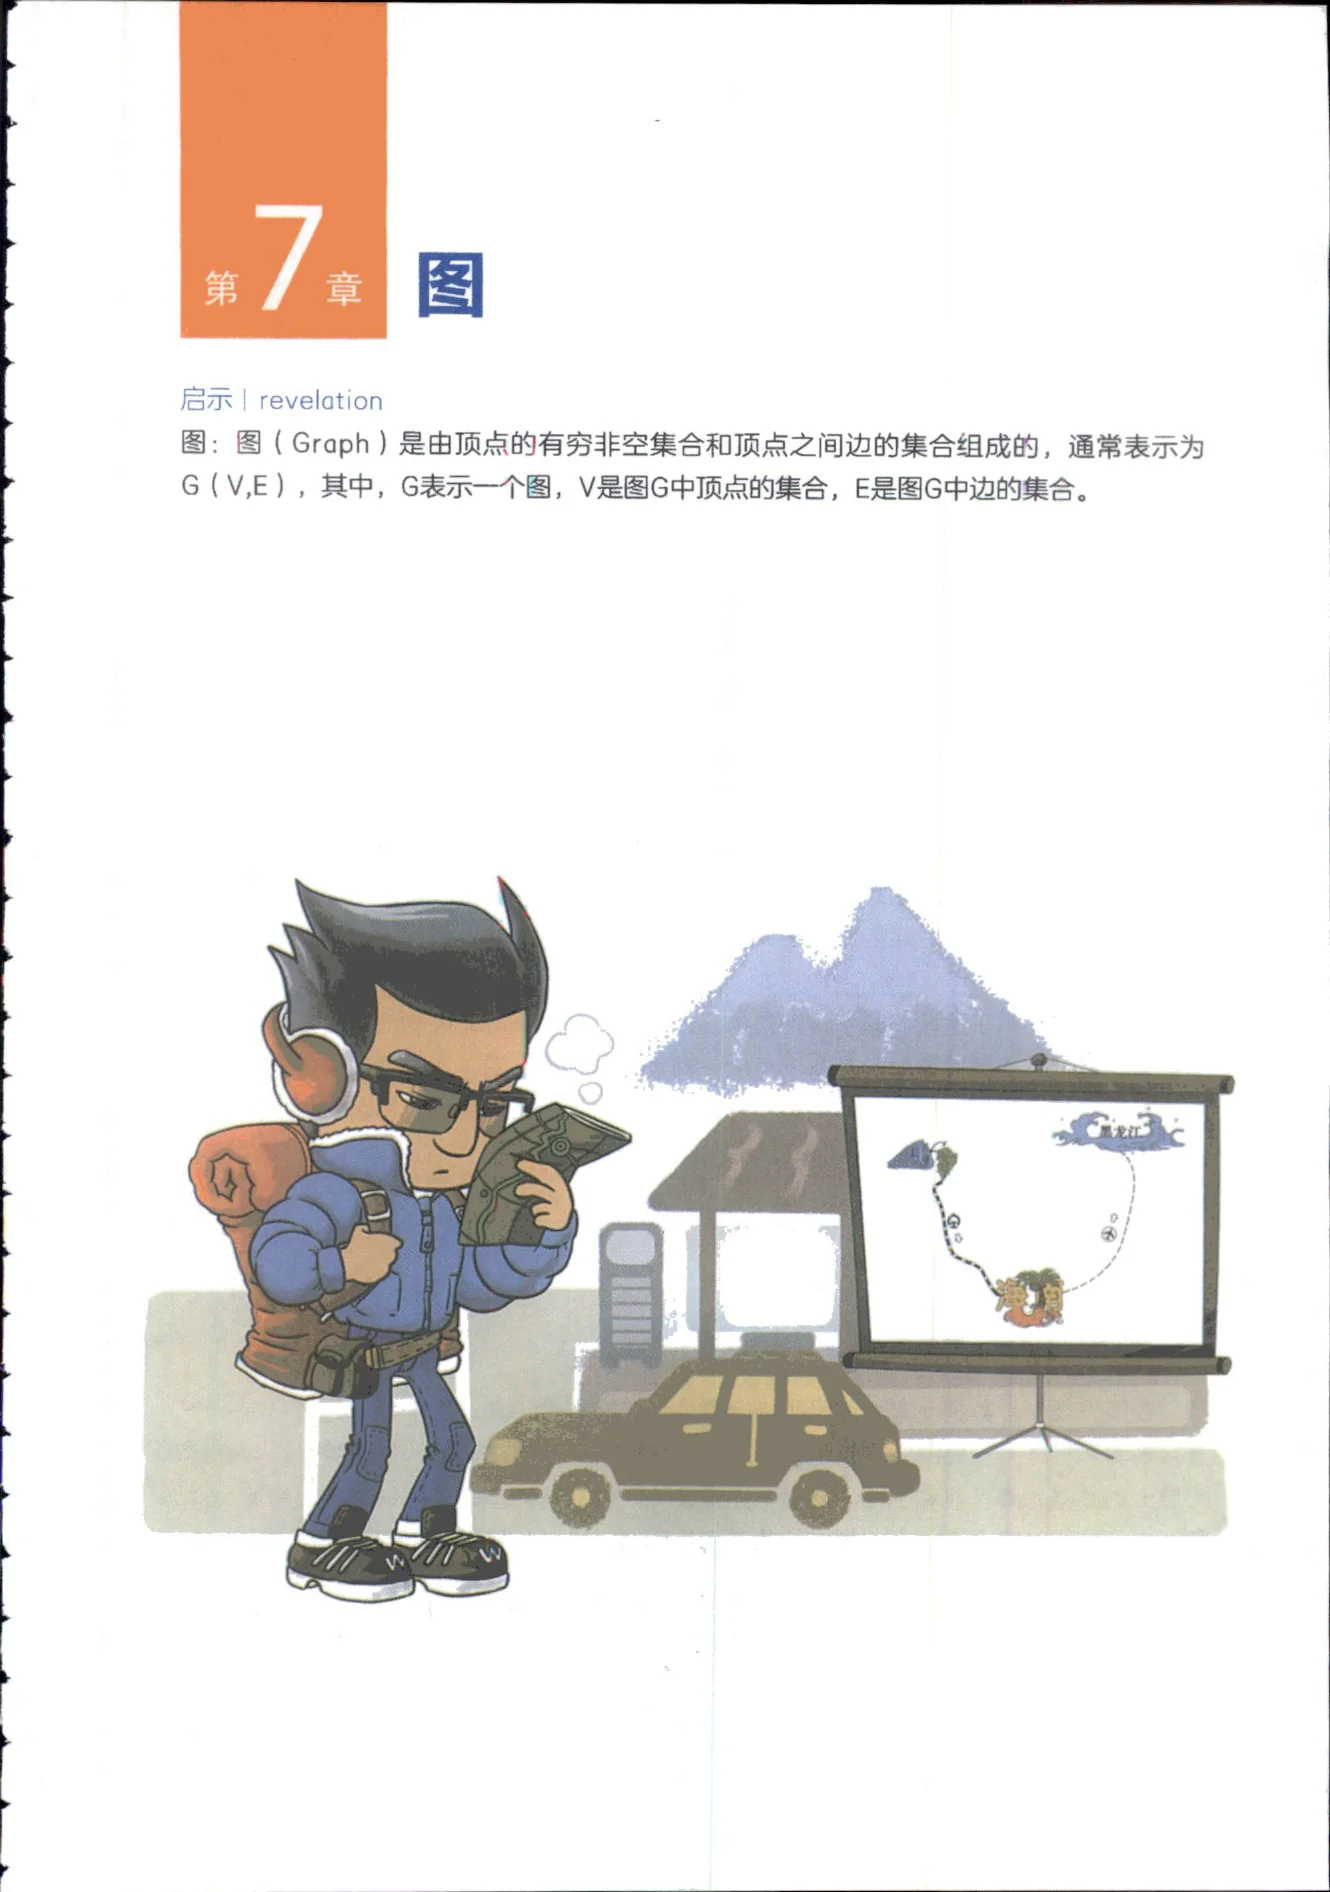 第7章 图
启示 | revelation
图：图（Graph）是由顶点的有穷非空集合和顶点之间边的集合组成的，通常表示为
G（V,E），其中，G表示一个图，V是图G中顶点的集合，E是图G中边的集合。
黑龙江
海南